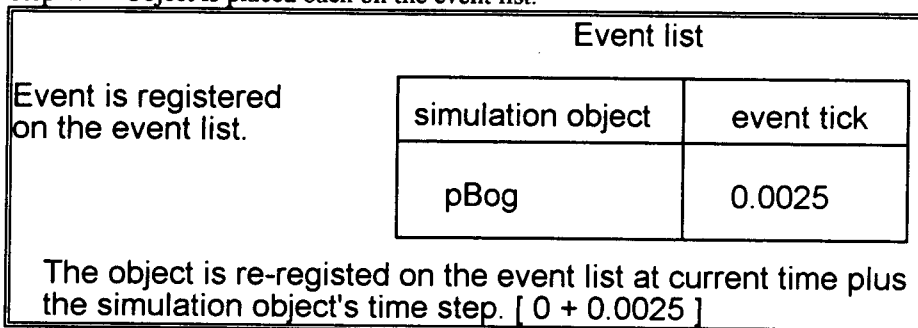 Event list
Event is registered
on the event list.
simulation object event tick
pBog 0.0025
The object is re-registed on the event list at current time plus
the simulation object's time step. [ 0 + 0.0025 ]